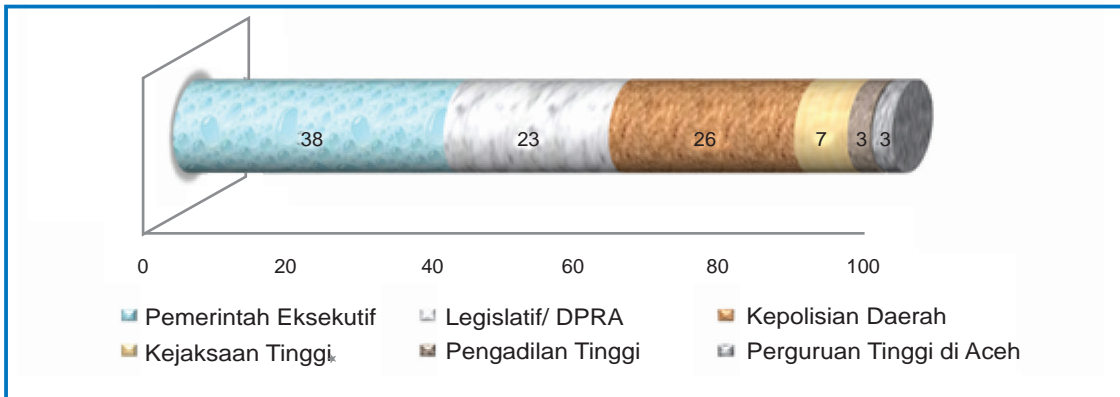 38 23 26 7 3 3
0 20 40 60 80 100
Pemerintah Eksekutif Legislatif/ DPRA Kepolisian Daerah
Kejaksaan Tinggi Pengadilan Tinggi Perguruan Tinggi di Aceh